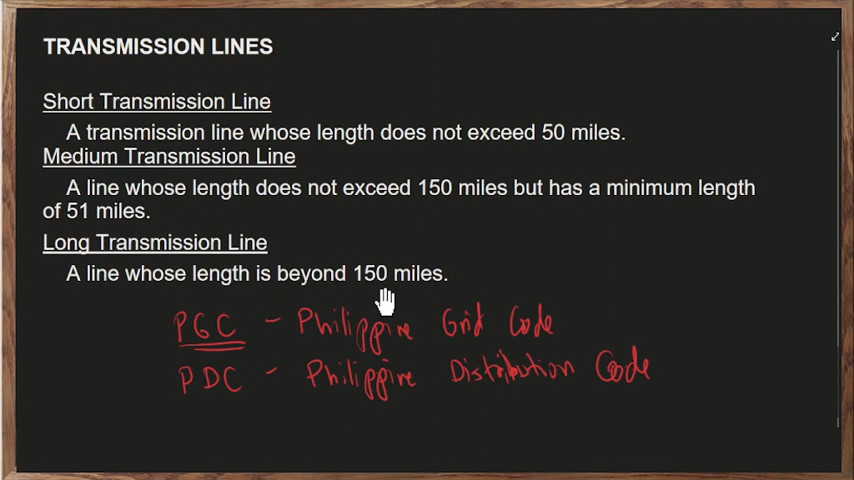 TRANSMISSION LINES
Short Transmission Line
A transmission line whose length does not exceed 50 miles.
Medium Transmission Line
A line whose length does not exceed 150 miles but has a minimum length
of 51 miles.
Long Transmission Line
A line whose length is beyond 150 miles.
PGC - Philippine Grid Code
PDC - Philippine Distribution Code